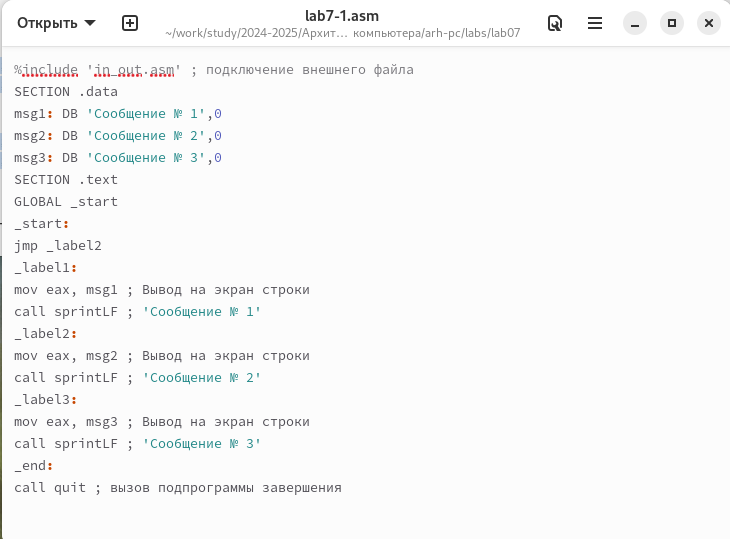 Открыть
lab7-1.asm
~/work/study/2024-2025/Архит… компьютера/arh-pc/labs/lab07
%include 'in_out.asm' ; подключение внешнего файла
SECTION .data
msg1: DB 'Сообщение № 1',0
msg2: DB 'Сообщение № 2',0
msg3: DB 'Сообщение № 3',0
SECTION .text
GLOBAL _start
_start:
jmp _label2
_label1:
mov eax, msg1 ; Вывод на экран строки
call sprintLF ; 'Сообщение № 1'
_label2:
mov eax, msg2 ; Вывод на экран строки
call sprintLF ; 'Сообщение № 2'
_label3:
mov eax, msg3 ; Вывод на экран строки
call sprintLF ; 'Сообщение № 3'
_end:
call quit ; вызов подпрограммы завершения